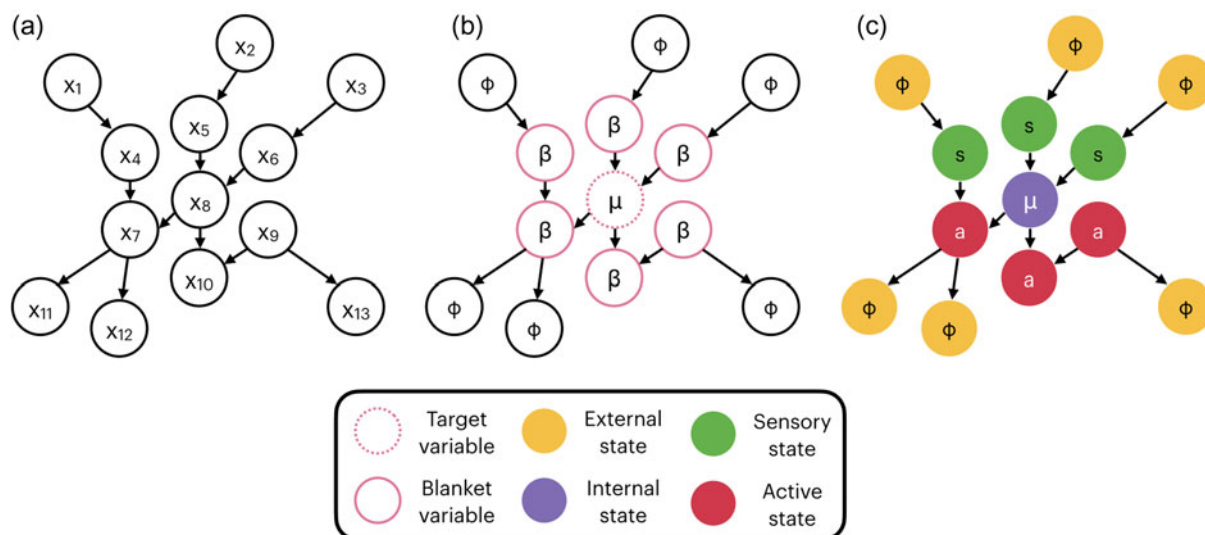 (a)
x1
x2
x3
x4
x5
x6
x7
x8
x9
x10
x11
x12
x13
(b)
ϕ
ϕ
ϕ
β
β
β
μ
β
β
β
ϕ
ϕ
ϕ
(c)
ϕ
ϕ
ϕ
s
s
s
μ
a
a
a
ϕ
ϕ
ϕ
Target
variable
External
state
Sensory
state
Blanket
variable
Internal
state
Active
state